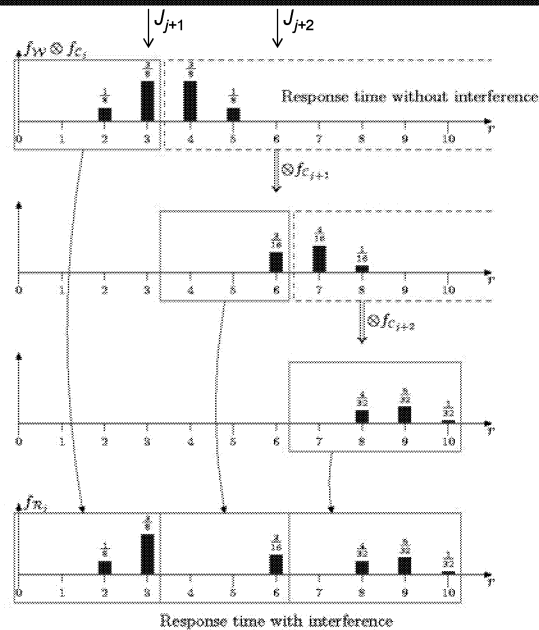 J_{j+1} J_{j+2}
f_W ⊗ f_{C_j}
1/8 3/8 3/8 1/8
Response time without interference
0 1 2 3 4 5 6 7 8 9 10 r
⊗f_{C_{j+1}}
3/16 4/16 1/16
0 1 2 3 4 5 6 7 8 9 10 r
⊗f_{C_{j+2}}
4/32 5/32 1/32
0 1 2 3 4 5 6 7 8 9 10 r
f_{R_j}
1/8 3/8 3/16 4/32 5/32 1/32
0 1 2 3 4 5 6 7 8 9 10 r
Response time with interference